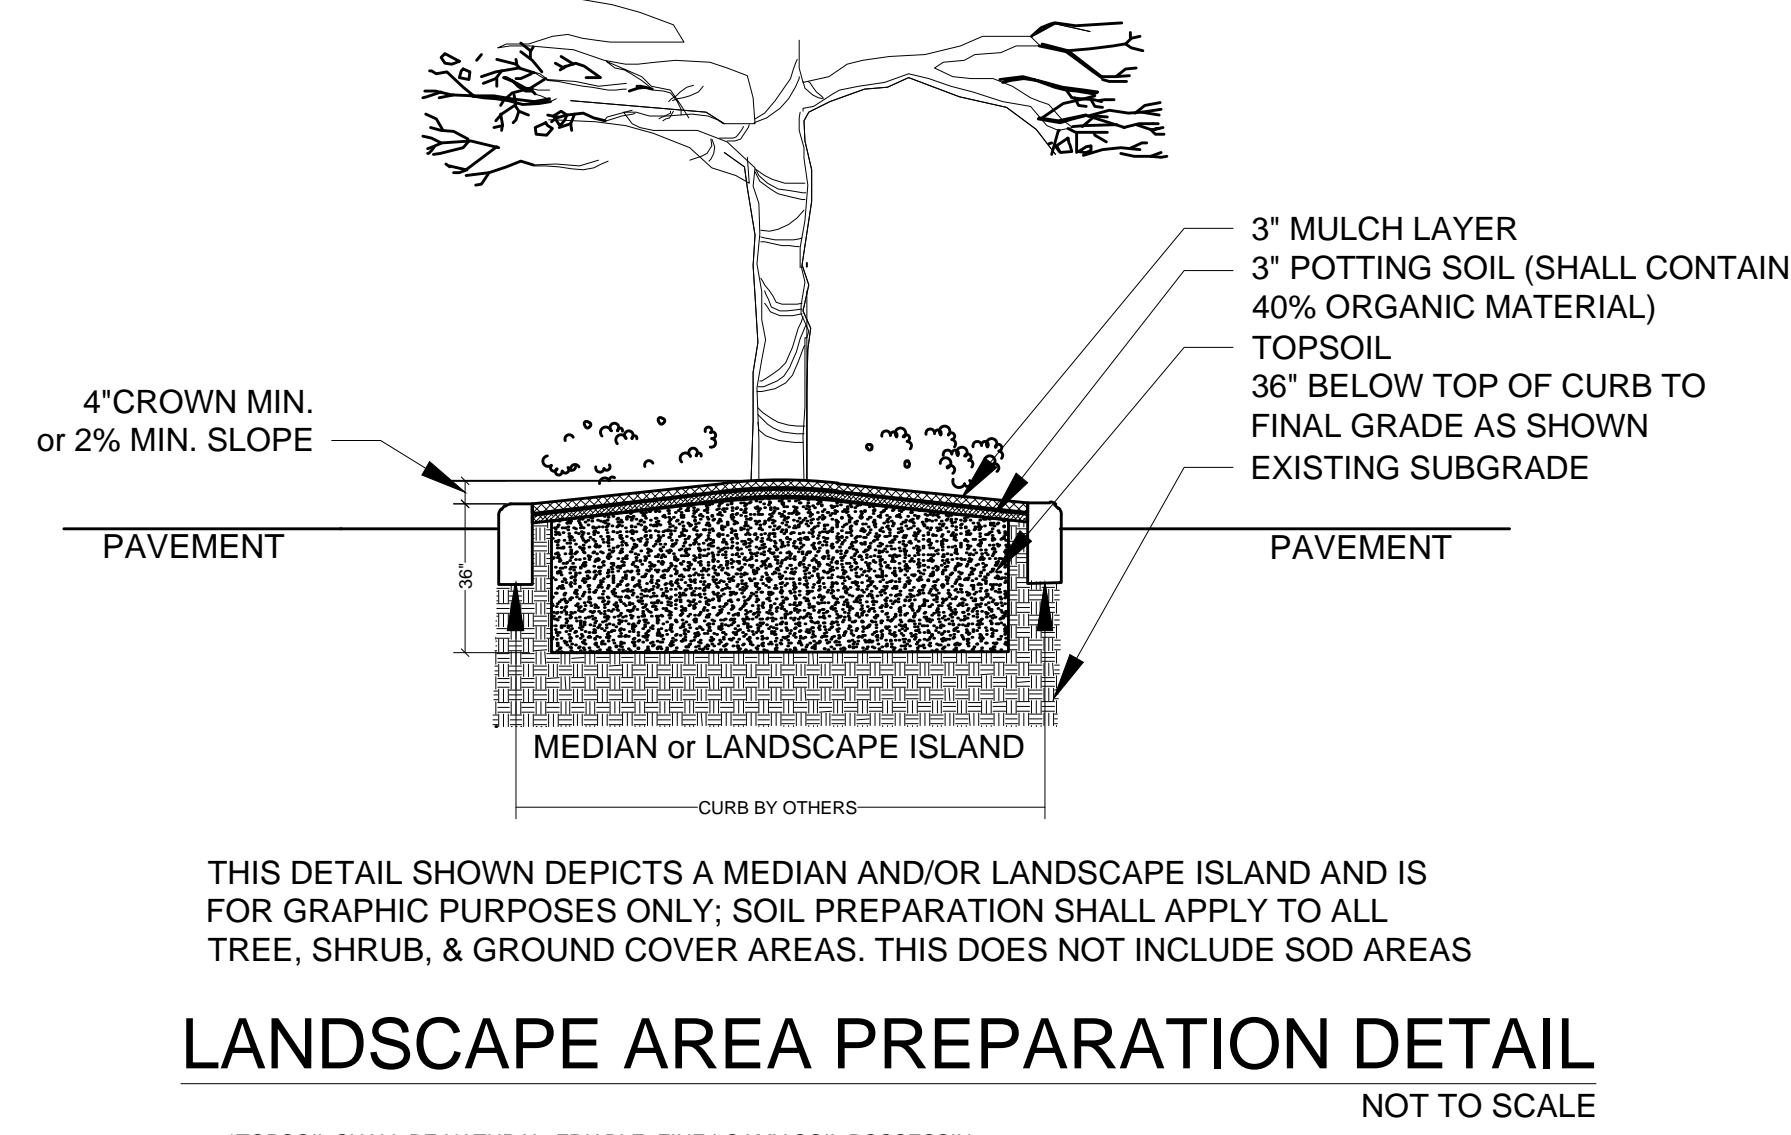 3" MULCH LAYER
3" POTTING SOIL (SHALL CONTAIN
40% ORGANIC MATERIAL)
TOPSOIL
36" BELOW TOP OF CURB TO
FINAL GRADE AS SHOWN
EXISTING SUBGRADE
4"CROWN MIN.
or 2% MIN. SLOPE
PAVEMENT
36"
PAVEMENT
MEDIAN or LANDSCAPE ISLAND
CURB BY OTHERS
THIS DETAIL SHOWN DEPICTS A MEDIAN AND/OR LANDSCAPE ISLAND AND IS
FOR GRAPHIC PURPOSES ONLY; SOIL PREPARATION SHALL APPLY TO ALL
TREE, SHRUB, & GROUND COVER AREAS. THIS DOES NOT INCLUDE SOD AREAS
LANDSCAPE AREA PREPARATION DETAIL
NOT TO SCALE